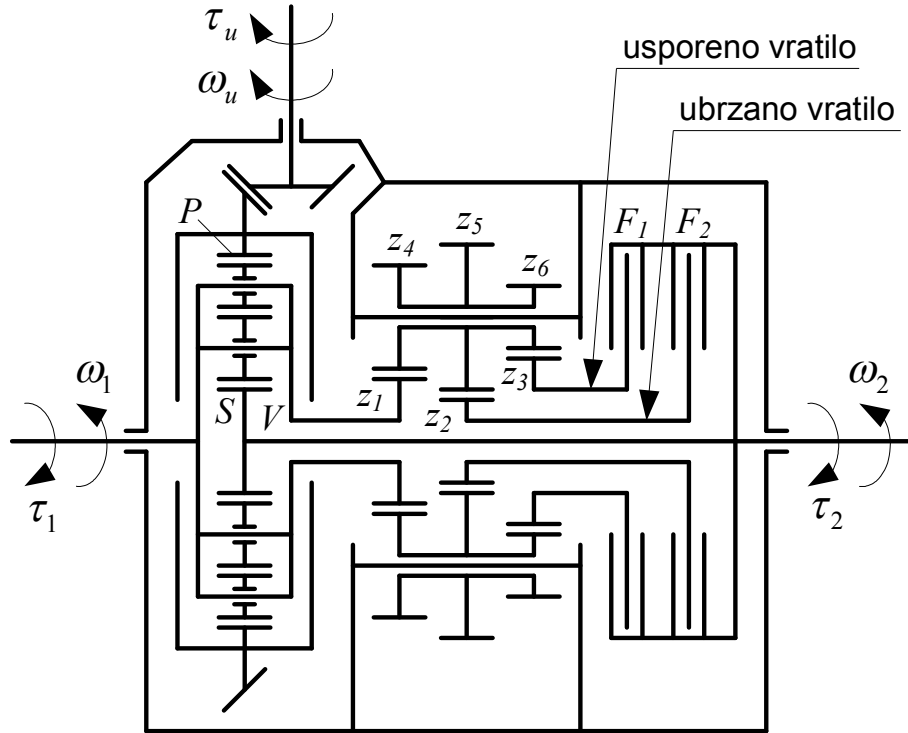 τu
usporeno vratilo
ωu
ubrzano vratilo
P
z4
z5
z6
F1
F2
ω1
S
V
z1
z2
z3
ω2
τ1
τ2